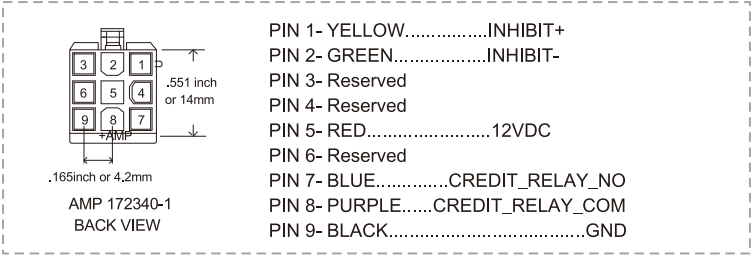 3 2 1
6 5 4
9 8 7
+AMP
.551 inch
or 14mm
.165inch or 4.2mm
AMP 172340-1
BACK VIEW
PIN 1- YELLOW...............INHIBIT+
PIN 2- GREEN.................INHIBIT-
PIN 3- Reserved
PIN 4- Reserved
PIN 5- RED.......................12VDC
PIN 6- Reserved
PIN 7- BLUE.............CREDIT_RELAY_NO
PIN 8- PURPLE......CREDIT_RELAY_COM
PIN 9- BLACK...................................GND